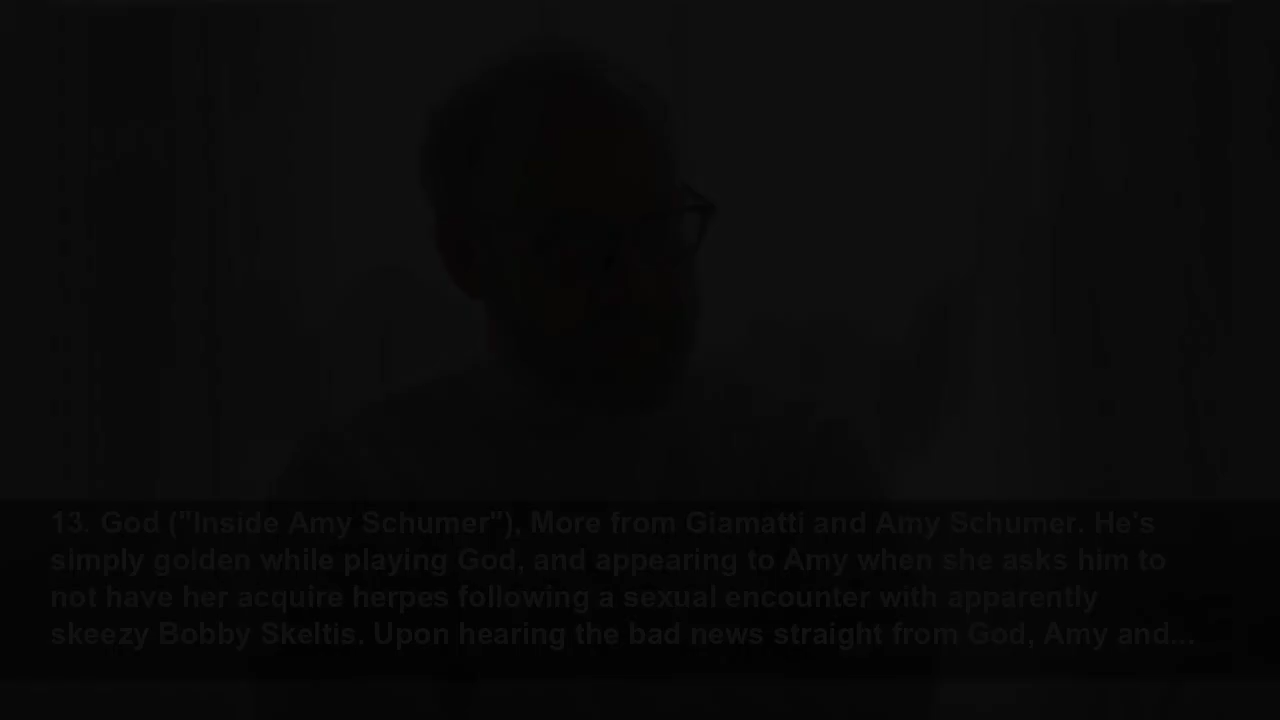 13. God ("Inside Amy Schumer"), More from Giamatti and Amy Schumer. He's
simply golden while playing God, and appearing to Amy when she asks him to
not have her acquire herpes following a sexual encounter with apparently
skeezy Bobby Skeltis. Upon hearing the bad news straight from God, Amy and...